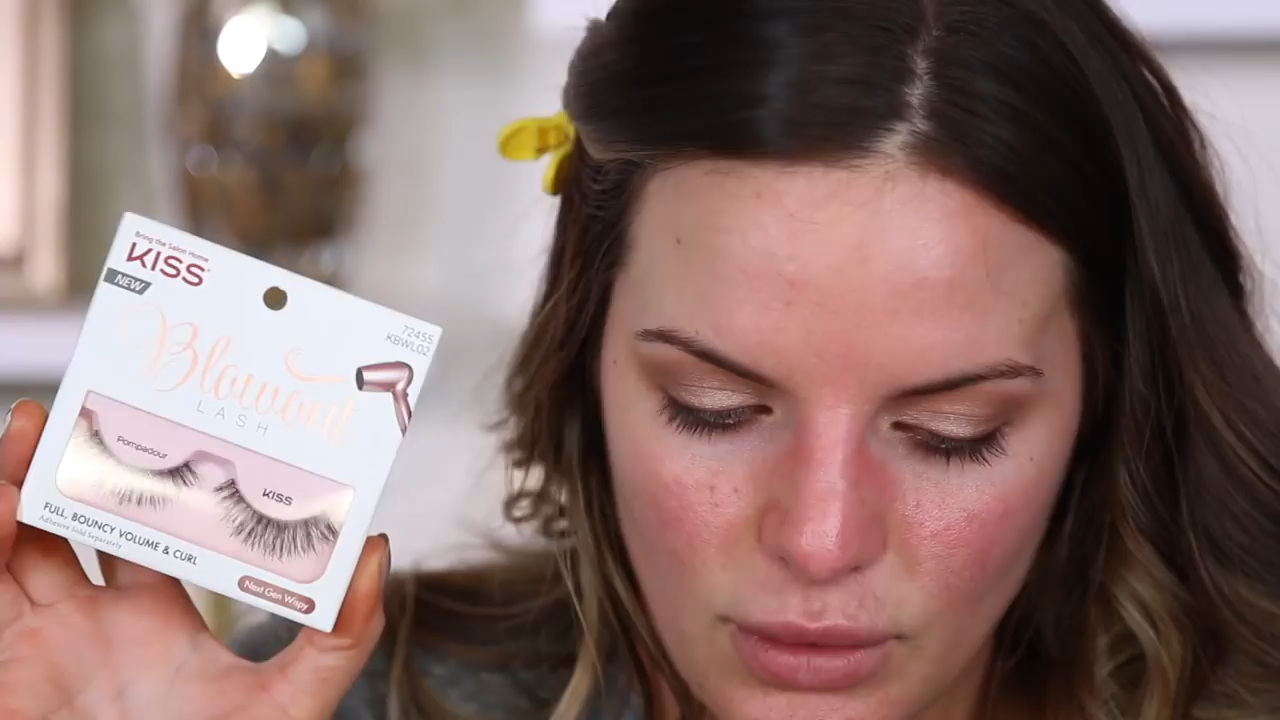 Bring the Salon Home
KISS
NEW
72455
KBWL02
Blowout
LASH
Pompadour
KISS
FULL, BOUNCY VOLUME & CURL
Adhesive Sold Separately
Next Gen Wispy